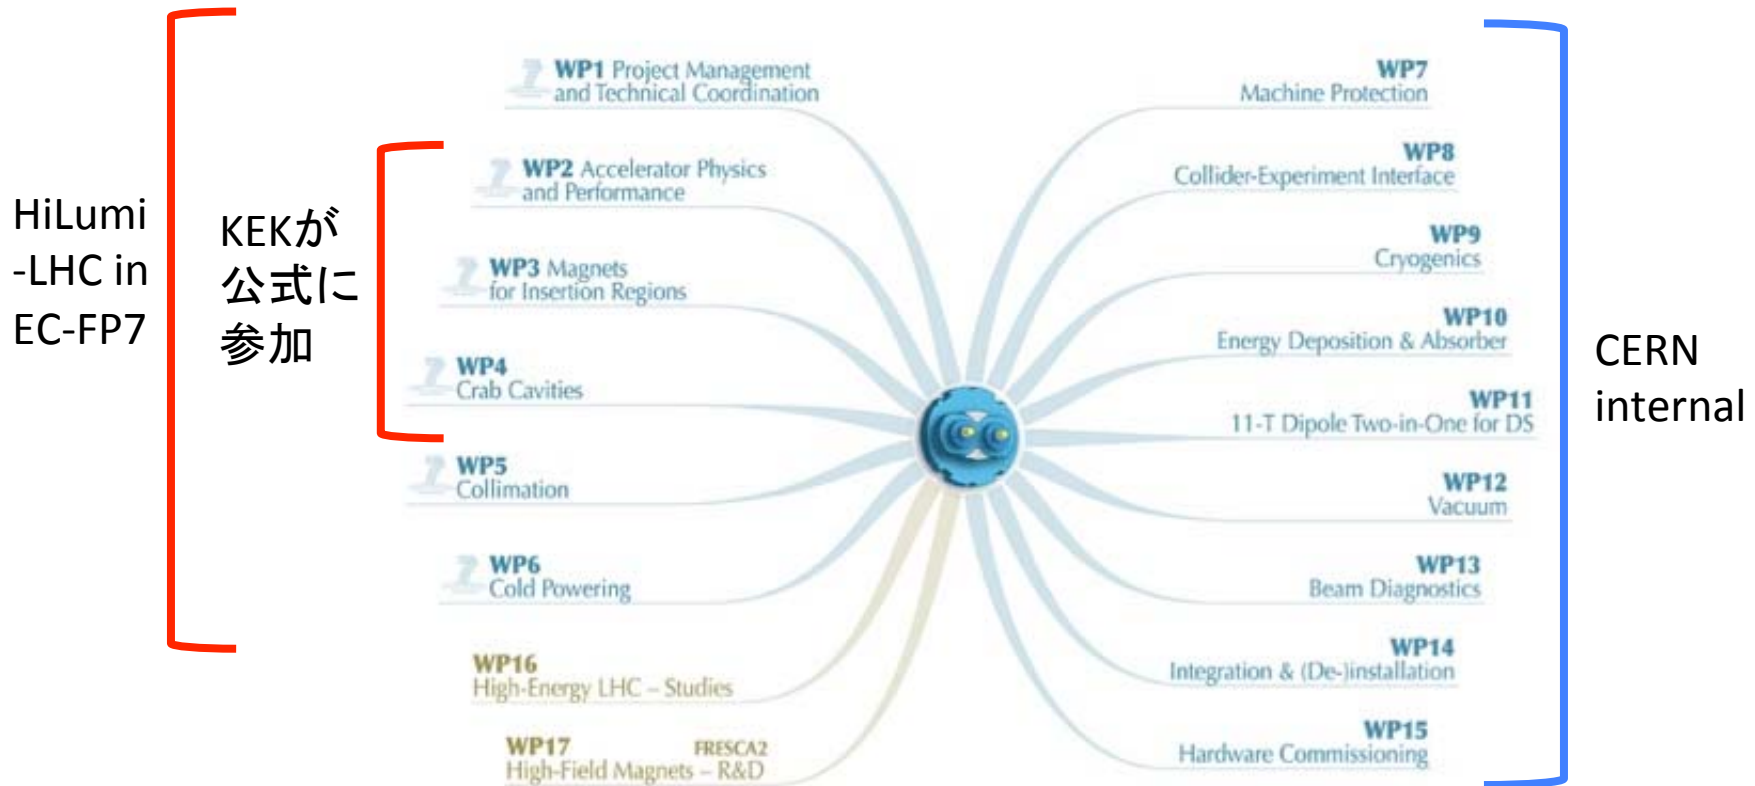 HiLumi
-LHC in
EC-FP7
KEKが
公式に
参加
WP1 Project Management
and Technical Coordination
WP2 Accelerator Physics
and Performance
WP3 Magnets
for Insertion Regions
WP4
Crab Cavities
WP5
Collimation
WP6
Cold Powering
WP16
High-Energy LHC – Studies
WP17 FRESCA2
High-Field Magnets – R&D
WP7
Machine Protection
WP8
Collider-Experiment Interface
WP9
Cryogenics
WP10
Energy Deposition & Absorber
WP11
11-T Dipole Two-in-One for DS
WP12
Vacuum
WP13
Beam Diagnostics
WP14
Integration & (De-)installation
WP15
Hardware Commissioning
CERN
internal